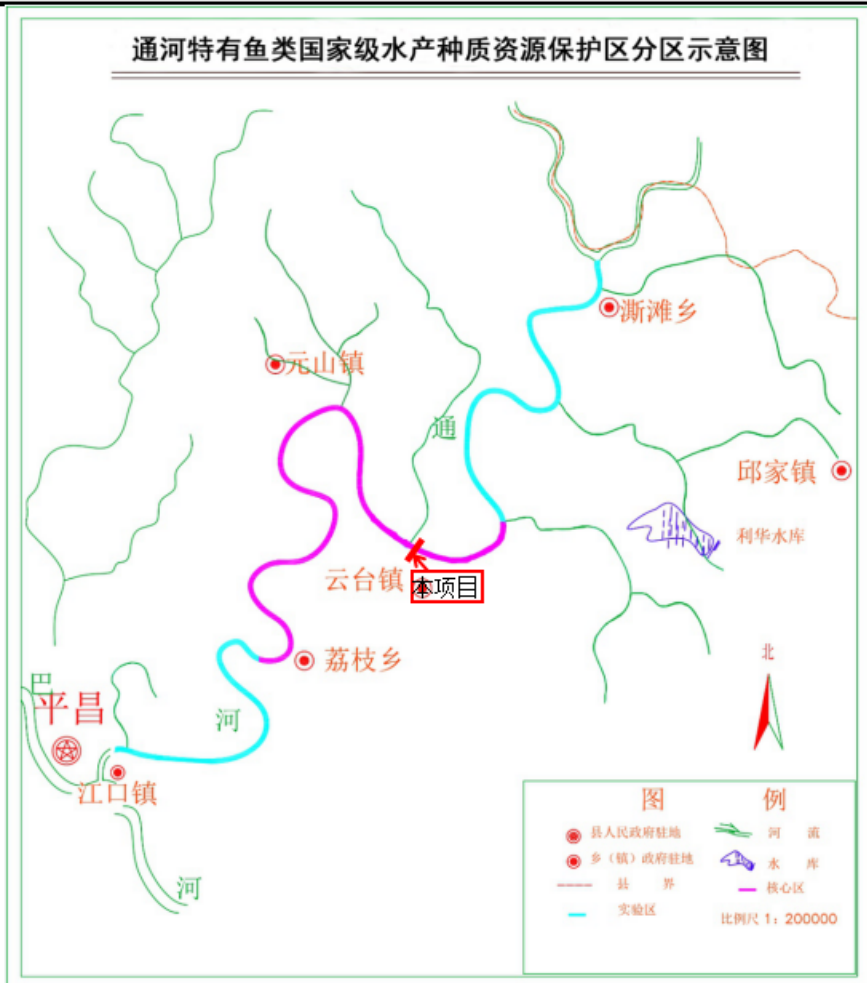 通河特有鱼类国家级水产种质资源保护区分区示意图
澌滩乡
元山镇
通
邱家镇
利华水库
云台镇
本项目
荔枝乡
北
巴
平昌
河
江口镇
河
图 例
县人民政府驻地
河 流
乡（镇）政府驻地
水 库
县 界
核心区
实验区
比例尺 1：200000